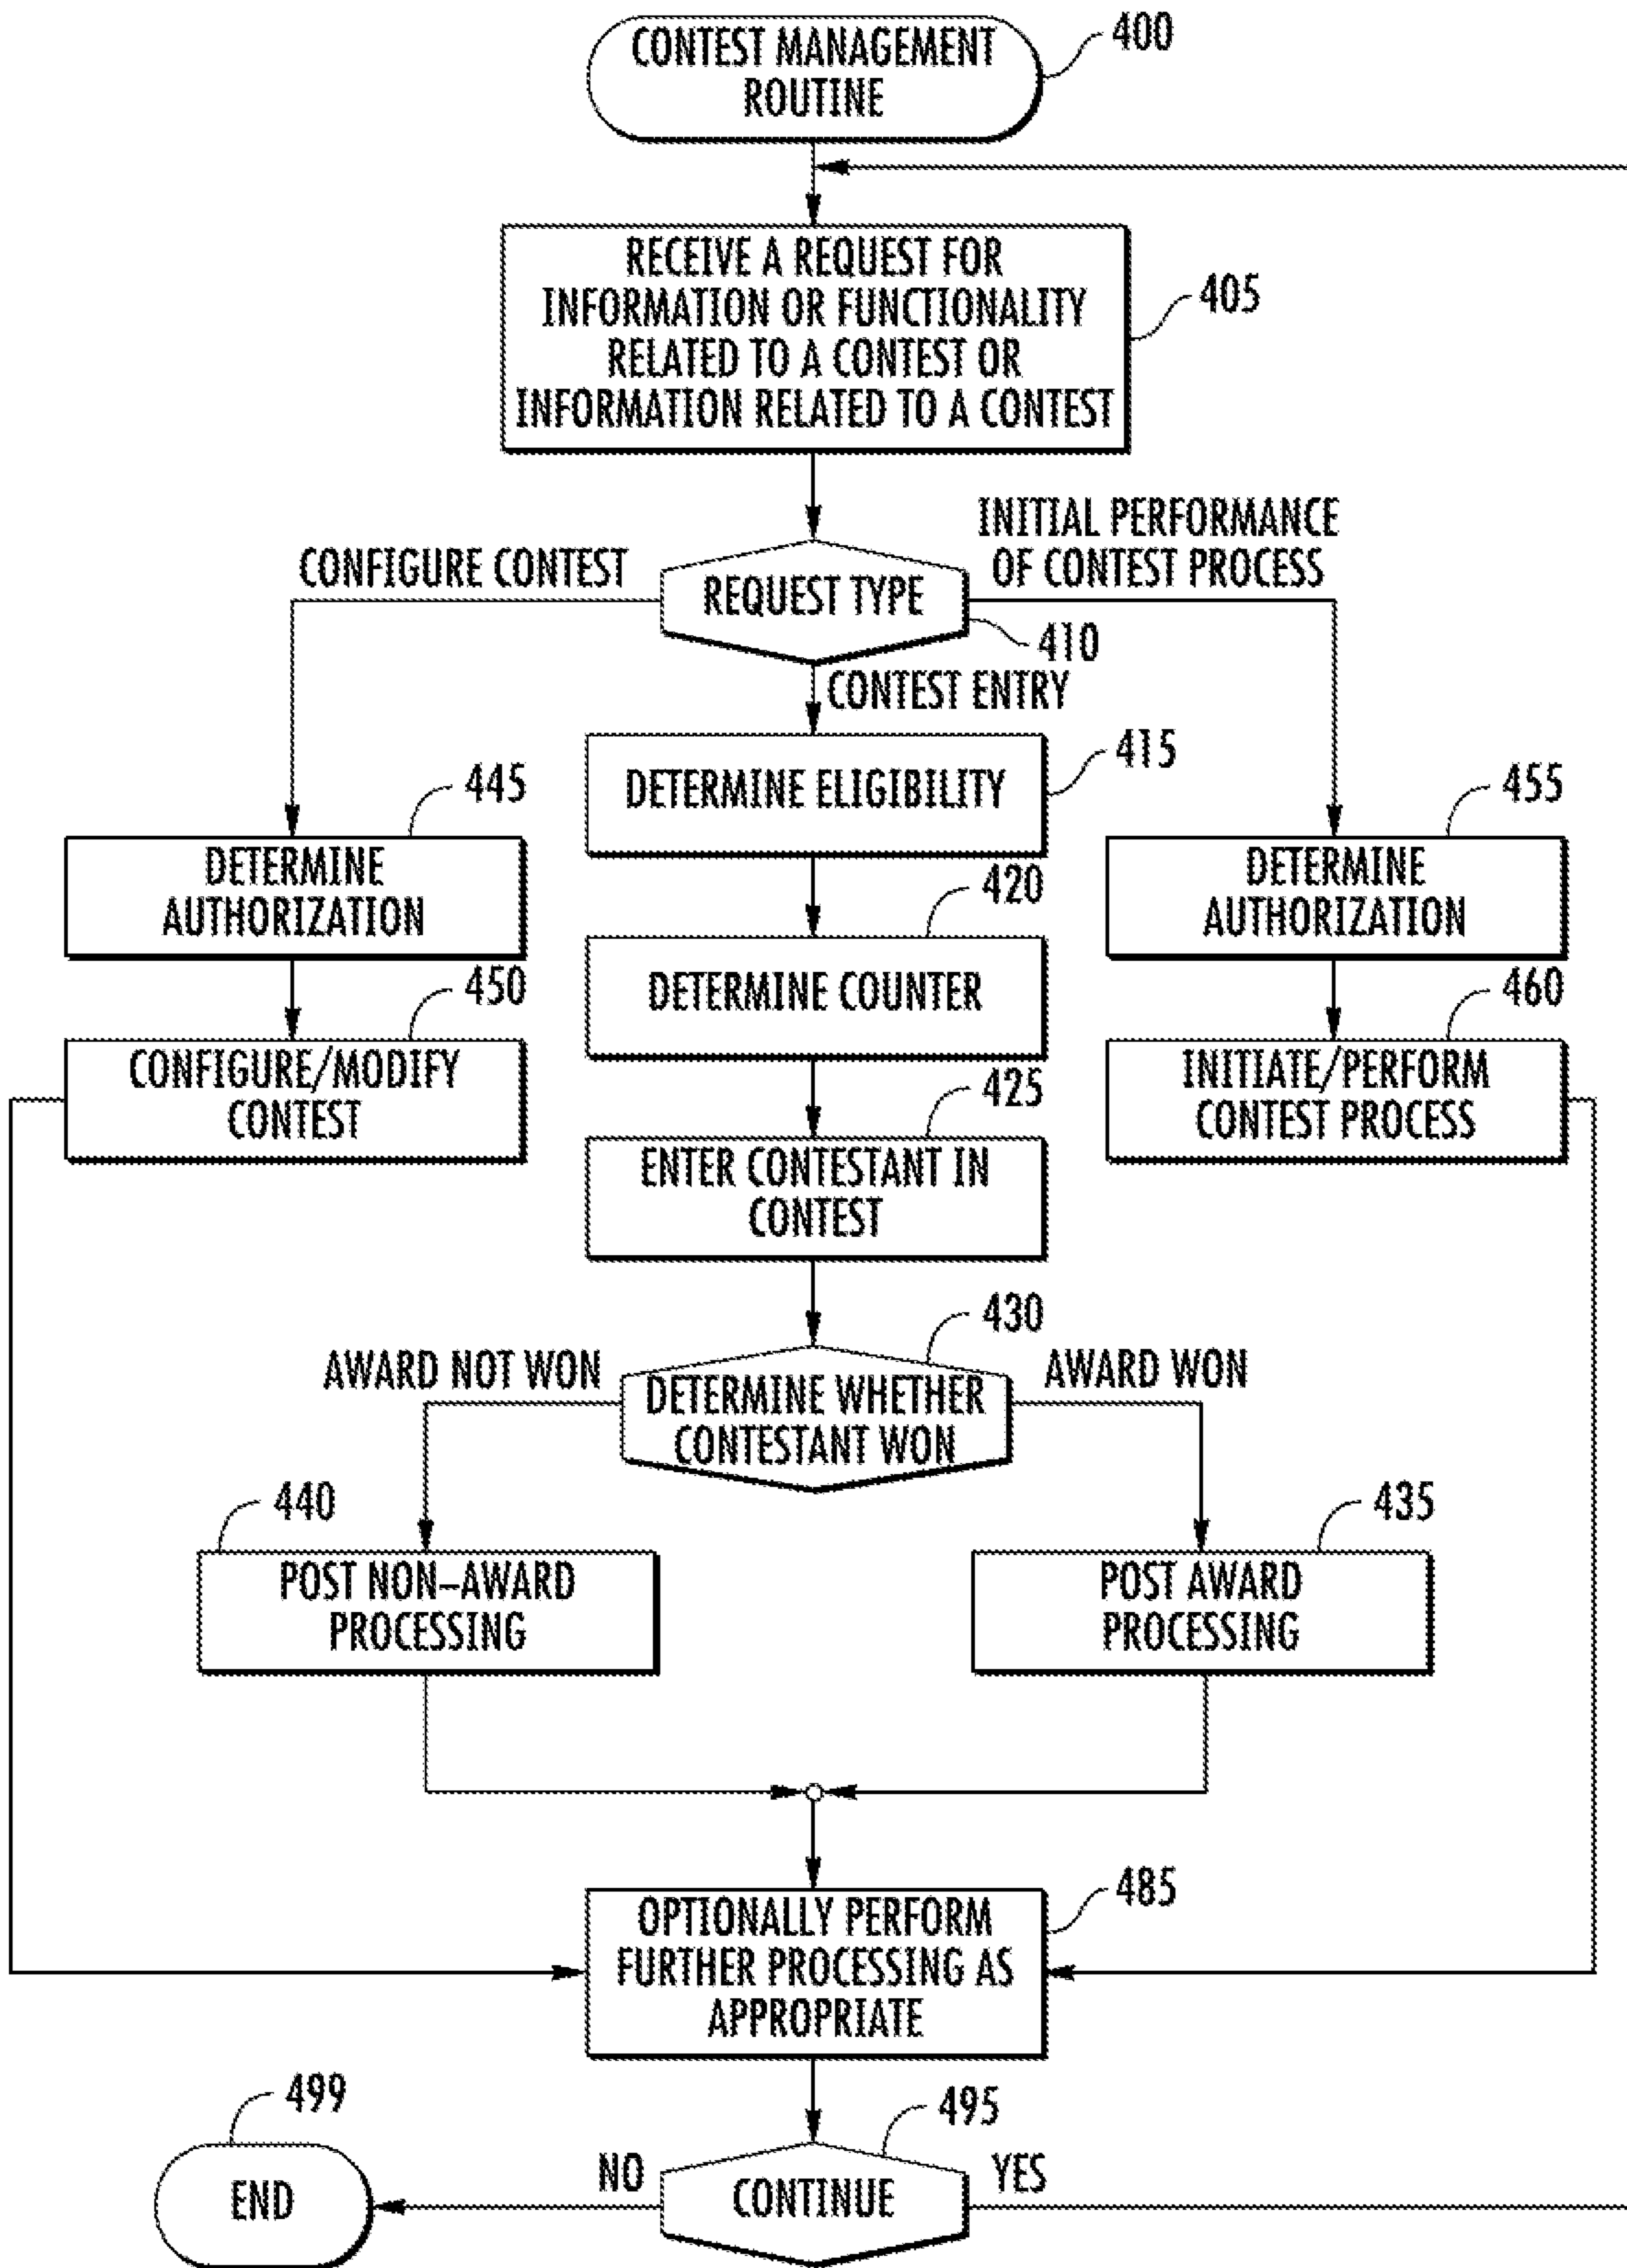 CONTEST MANAGEMENT
ROUTINE
400
RECEIVE A REQUEST FOR
INFORMATION OR FUNCTIONALITY
RELATED TO A CONTEST OR
INFORMATION RELATED TO A CONTEST
405
CONFIGURE CONTEST
REQUEST TYPE
410
INITIAL PERFORMANCE
OF CONTEST PROCESS
CONTEST ENTRY
DETERMINE ELIGIBILITY
415
445
DETERMINE
AUTHORIZATION
455
DETERMINE
AUTHORIZATION
420
DETERMINE COUNTER
450
CONFIGURE/MODIFY
CONTEST
460
INITIATE/PERFORM
CONTEST PROCESS
425
ENTER CONTESTANT IN
CONTEST
430
AWARD NOT WON
DETERMINE WHETHER
CONTESTANT WON
AWARD WON
440
POST NON–AWARD
PROCESSING
435
POST AWARD
PROCESSING
485
OPTIONALLY PERFORM
FURTHER PROCESSING AS
APPROPRIATE
499
END
NO
495
CONTINUE
YES